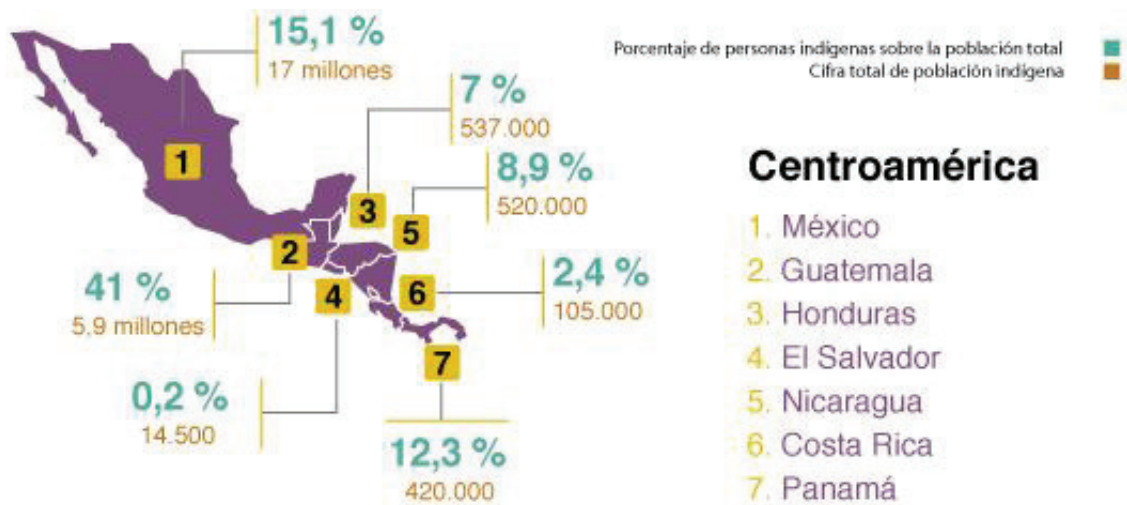 15,1 %
17 millones
Porcentaje de personas indígenas sobre la población total
Cifra total de población indígena
7 %
537.000
8,9 %
520.000
Centroamérica
1
3
5
2
4
6
7
41 %
5,9 millones
2,4 %
105.000
0,2 %
14.500
12,3 %
420.000
1. México
2. Guatemala
3. Honduras
4. El Salvador
5. Nicaragua
6. Costa Rica
7. Panamá